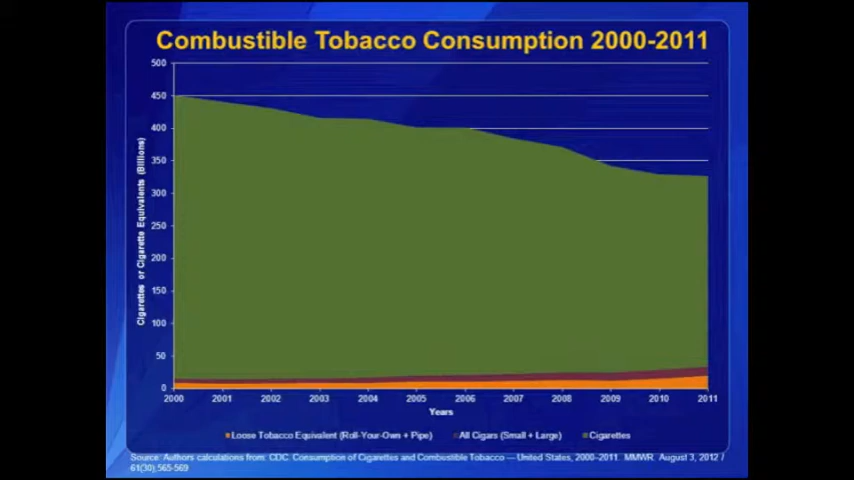 Combustible Tobacco Consumption 2000-2011
500
450
400
350
300
250
200
150
100
50
0
Cigarettes or Cigarette Equivalents (Billions)
2000 2001 2002 2003 2004 2005 2006 2007 2008 2009 2010 2011
Years
Loose Tobacco Equivalent (Roll-Your-Own + Pipe) All Cigars (Small + Large) Cigarettes
Source: Authors calculations from: CDC. Consumption of Cigarettes and Combustible Tobacco — United States, 2000–2011. MMWR. August 3, 2012 /
61(30);565-569